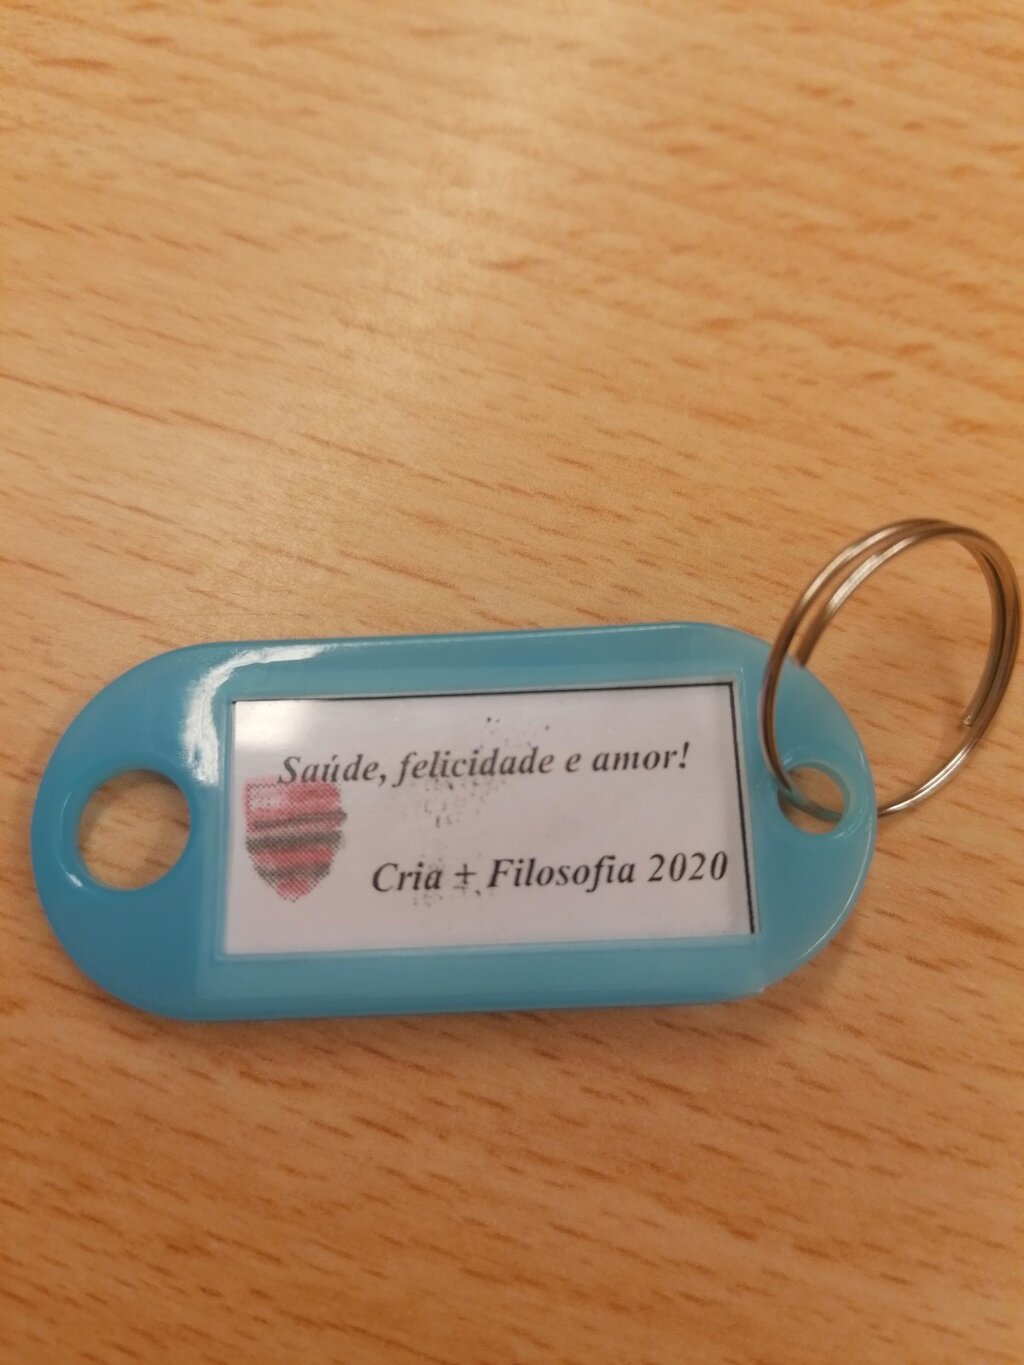 Saúde, felicidade e amor!
Cria + Filosofia 2020